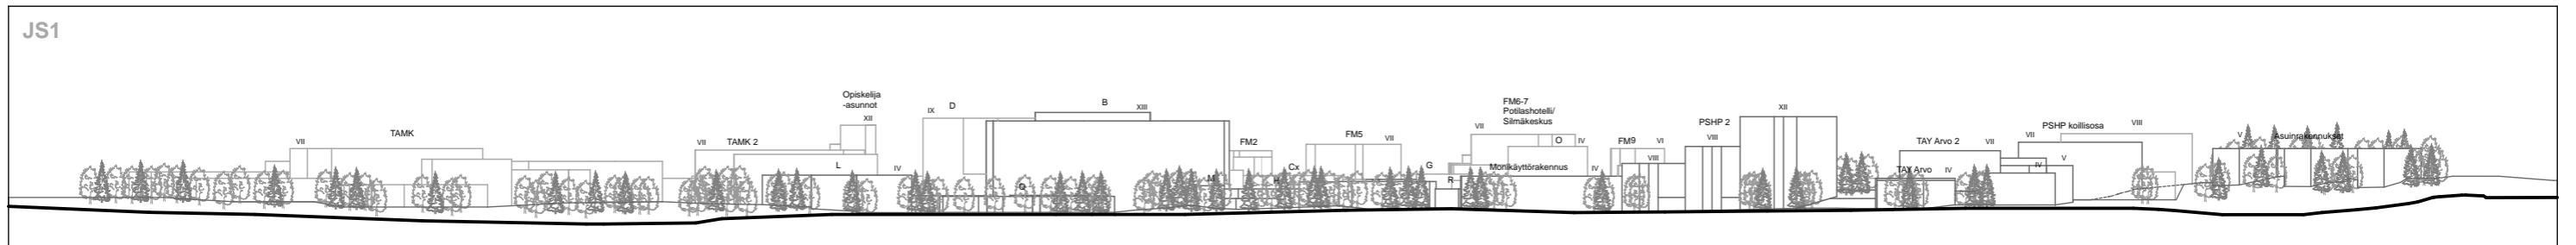 JS1
VII
TAMK
VII
TAMK 2
Opiskelija
-asunnot
XII
L
IV
IX
D
B
XIII
Q
M
FM2
H
Cx
FM5
VII
G
R
FM6-7
Potilashotelli/
Silmäkeskus
VII
O
IV
Monikäyttörakennus
IV
FM9
VI
VIII
PSHP 2
VIII
XII
TAY Arvo 2
VII
TAY Arvo
IV
VII
PSHP koillisosa
VIII
IV
V
V
Asuinrakennukset